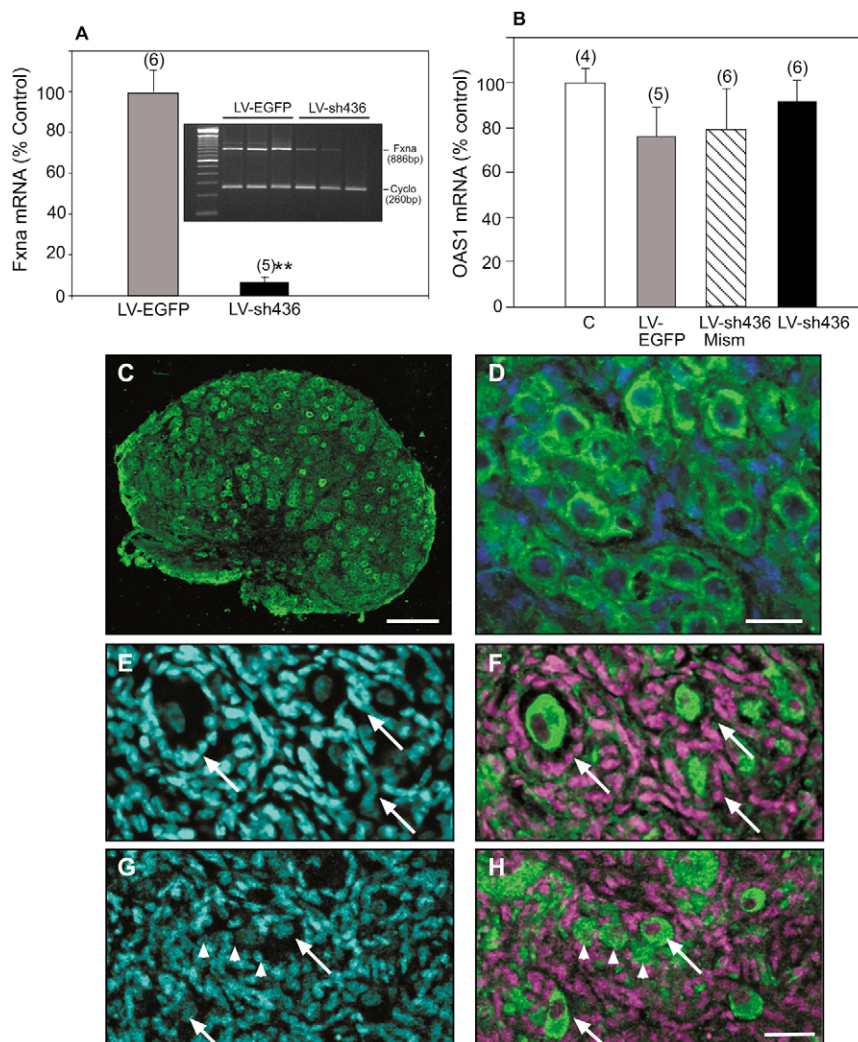 A
Fxna mRNA (% Control)
100
80
60
40
20
0
(6)
LV-EGFP LV-sh436
Fxna
(886bp)
Cyclo
(260bp)
(5)**
LV-EGFP
LV-sh436
B
OAS1 mRNA (% control)
100
80
60
40
20
0
(4)
(5)
(6)
(6)
C
LV-
EGFP
LV-sh436
Mism
LV-sh436
C
D
E
F
G
H